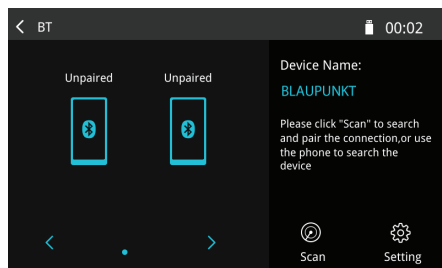 BT
00:02
Unpaired
Unpaired
Device Name:
BLAUPUNKT
Please click "Scan" to search
and pair the connection,or use
the phone to search the
device
Scan
Setting